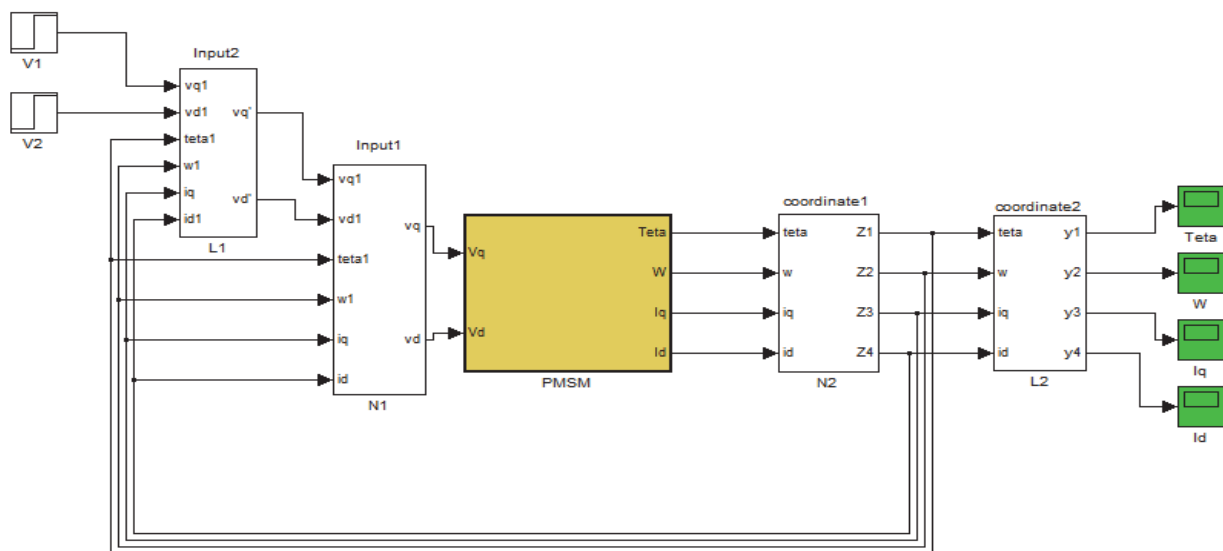 V1
V2
Input2
vq1
vd1
teta1
w1
iq
id1
vq'
vd'
L1
Input1
vq1
vd1
teta1
w1
iq
id
vq
vd
N1
Vq
Vd
Teta
W
Iq
Id
PMSM
coordinate1
teta
w
iq
id
Z1
Z2
Z3
Z4
N2
coordinate2
teta
w
iq
id
y1
y2
y3
y4
L2
Teta
W
Iq
Id